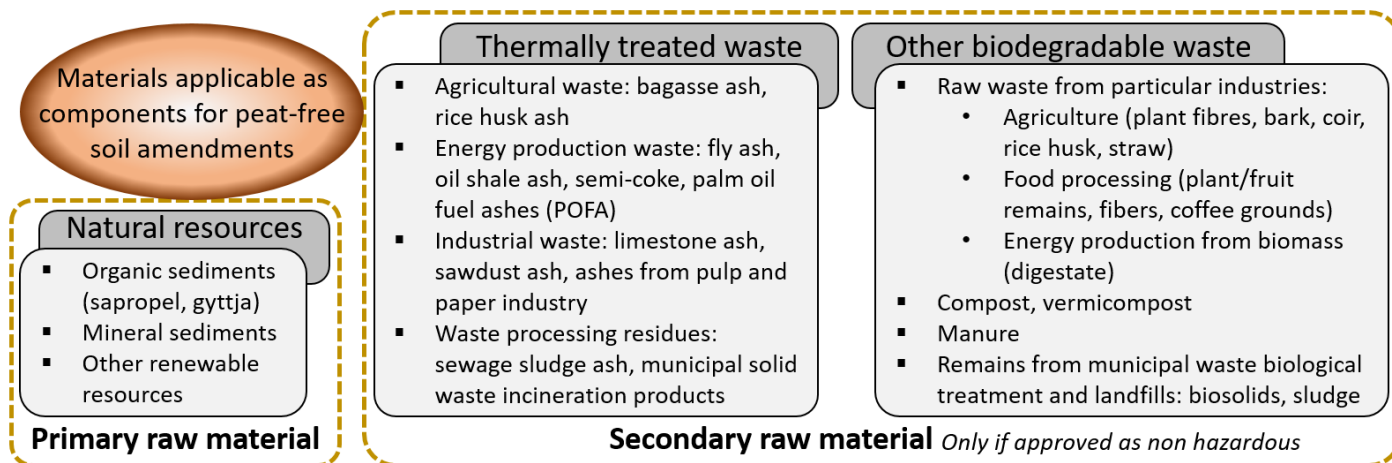 Materials applicable as
components for peat-free
soil amendments
Natural resources
▪ Organic sediments
(sapropel, gyttja)
▪ Mineral sediments
▪ Other renewable
resources
Primary raw material
Thermally treated waste
▪ Agricultural waste: bagasse ash,
rice husk ash
▪ Energy production waste: fly ash,
oil shale ash, semi-coke, palm oil
fuel ashes (POFA)
▪ Industrial waste: limestone ash,
sawdust ash, ashes from pulp and
paper industry
▪ Waste processing residues:
sewage sludge ash, municipal solid
waste incineration products
Other biodegradable waste
▪ Raw waste from particular industries:
• Agriculture (plant fibres, bark, coir,
rice husk, straw)
• Food processing (plant/fruit
remains, fibers, coffee grounds)
• Energy production from biomass
(digestate)
▪ Compost, vermicompost
▪ Manure
▪ Remains from municipal waste biological
treatment and landfills: biosolids, sludge
Secondary raw material Only if approved as non hazardous